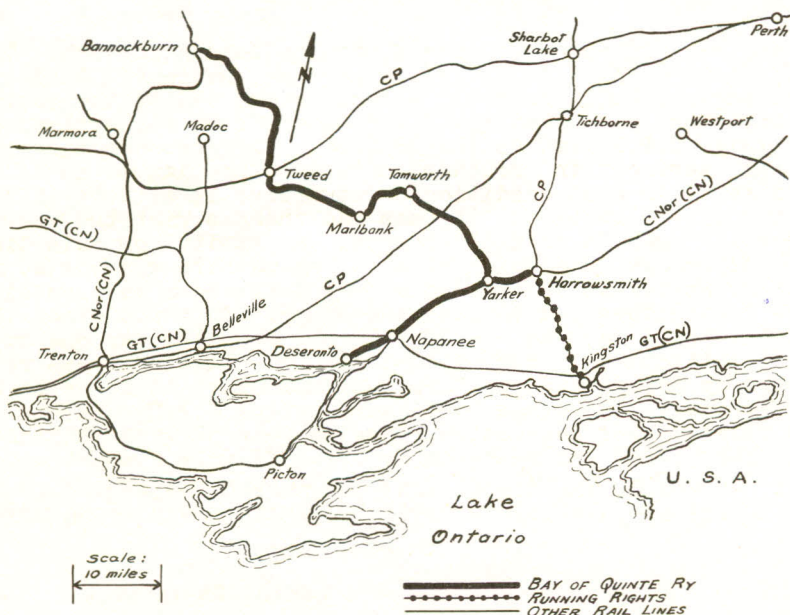 Bannockburn
N
Sharbot
Lake
Perth
CP
Marmora
Madoc
Tichborne
Westport
Tweed
Tamworth
CP
CNor(CN)
Marlbank
GT(CN)
CP
Yarker
Harrowsmith
CNor(CN)
Belleville
GT(CN)
Trenton
Deseronto
Napanee
Kingston
GT(CN)
Picton
U. S. A.
Lake
Ontario
Scale:
10 miles
BAY OF QUINTE RY
RUNNING RIGHTS
OTHER RAIL LINES